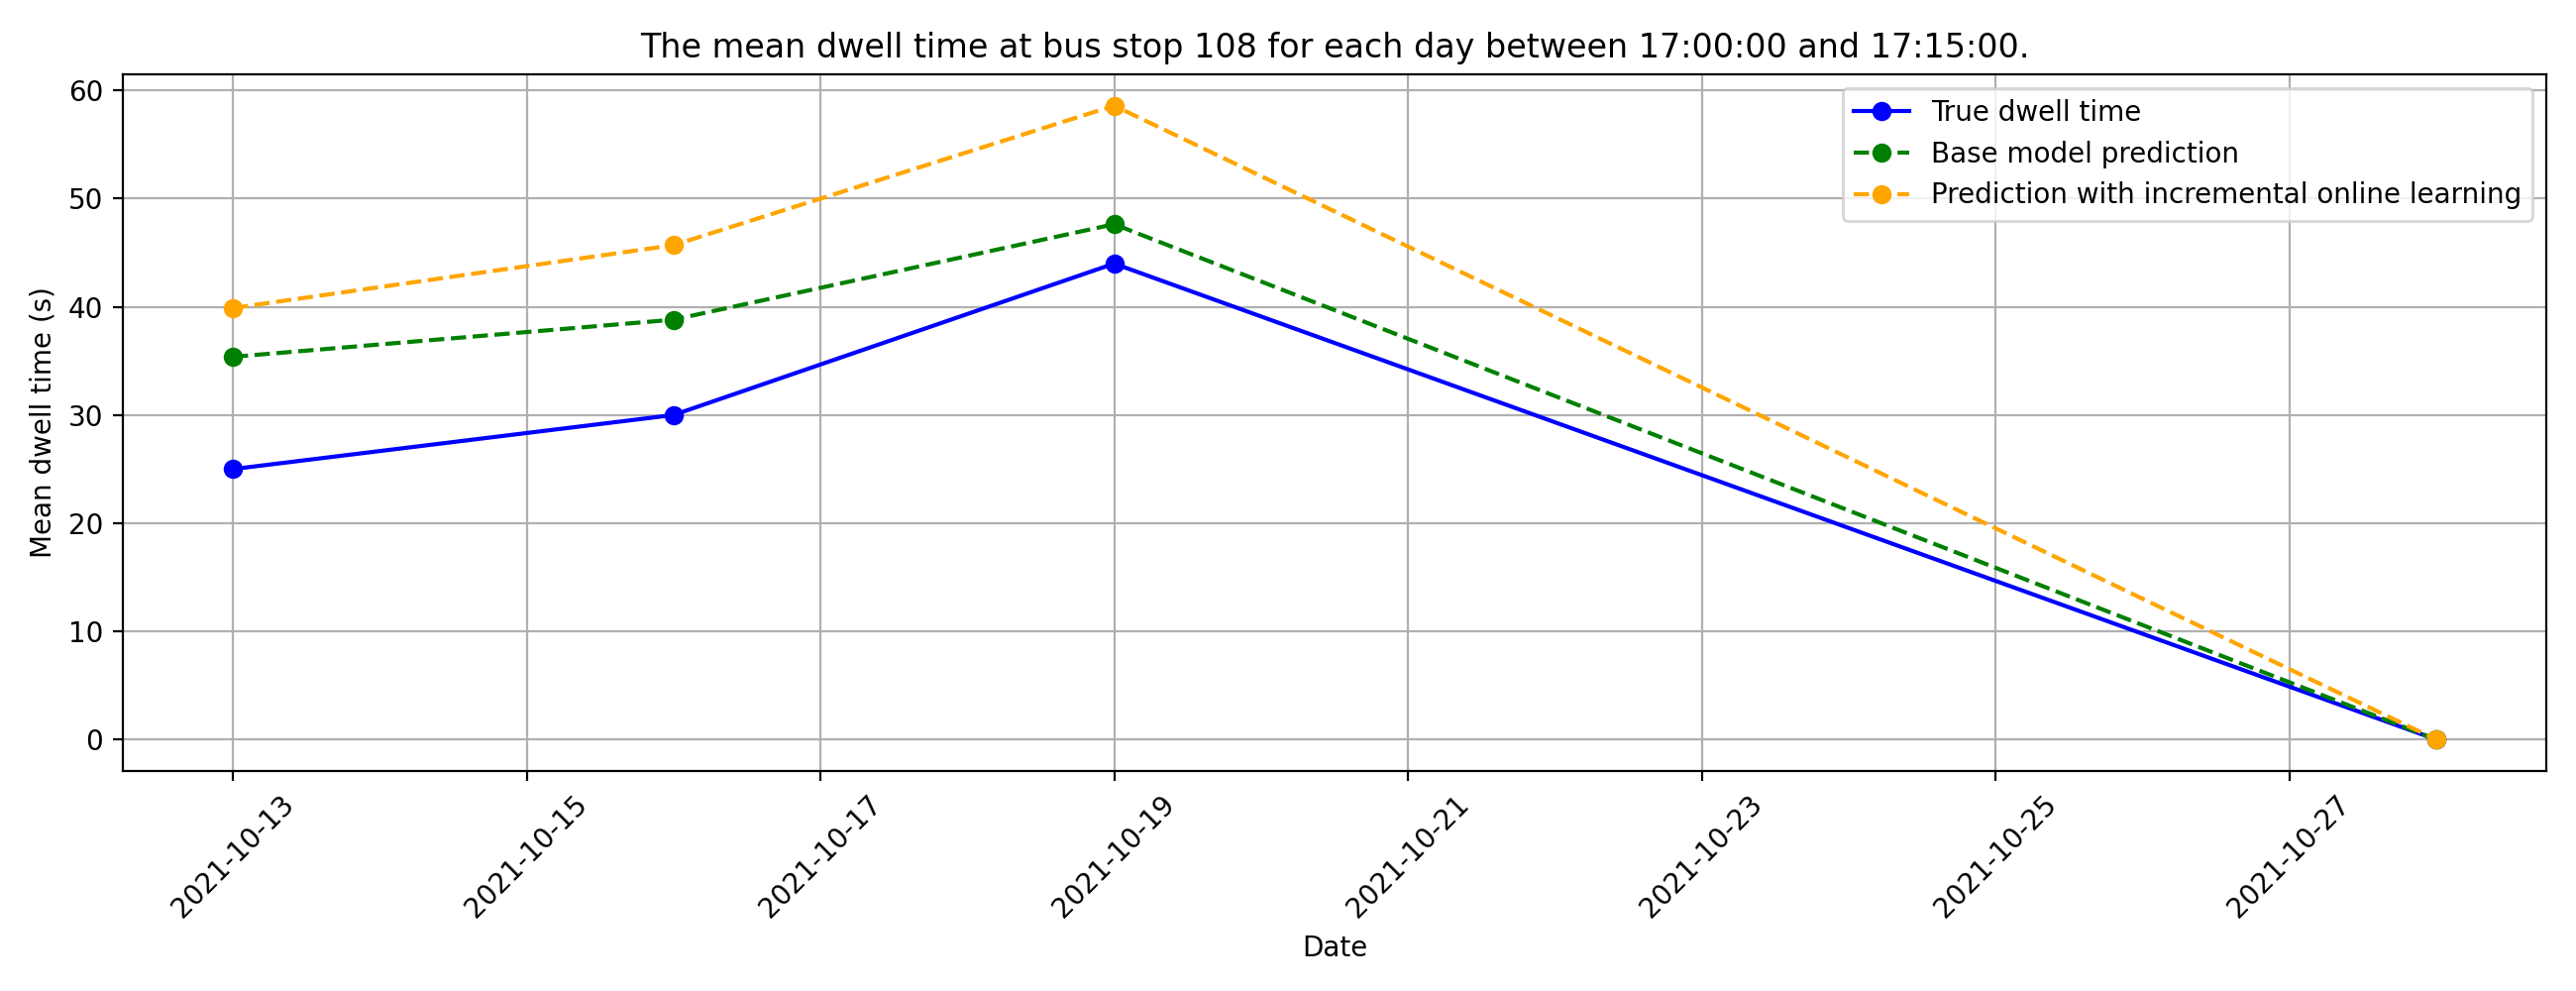 The mean dwell time at bus stop 108 for each day between 17:00:00 and 17:15:00.
True dwell time
Base model prediction
Prediction with incremental online learning
Mean dwell time (s)
60
50
40
30
20
10
0
2021-10-13
2021-10-15
2021-10-17
2021-10-19
2021-10-21
2021-10-23
2021-10-25
2021-10-27
Date